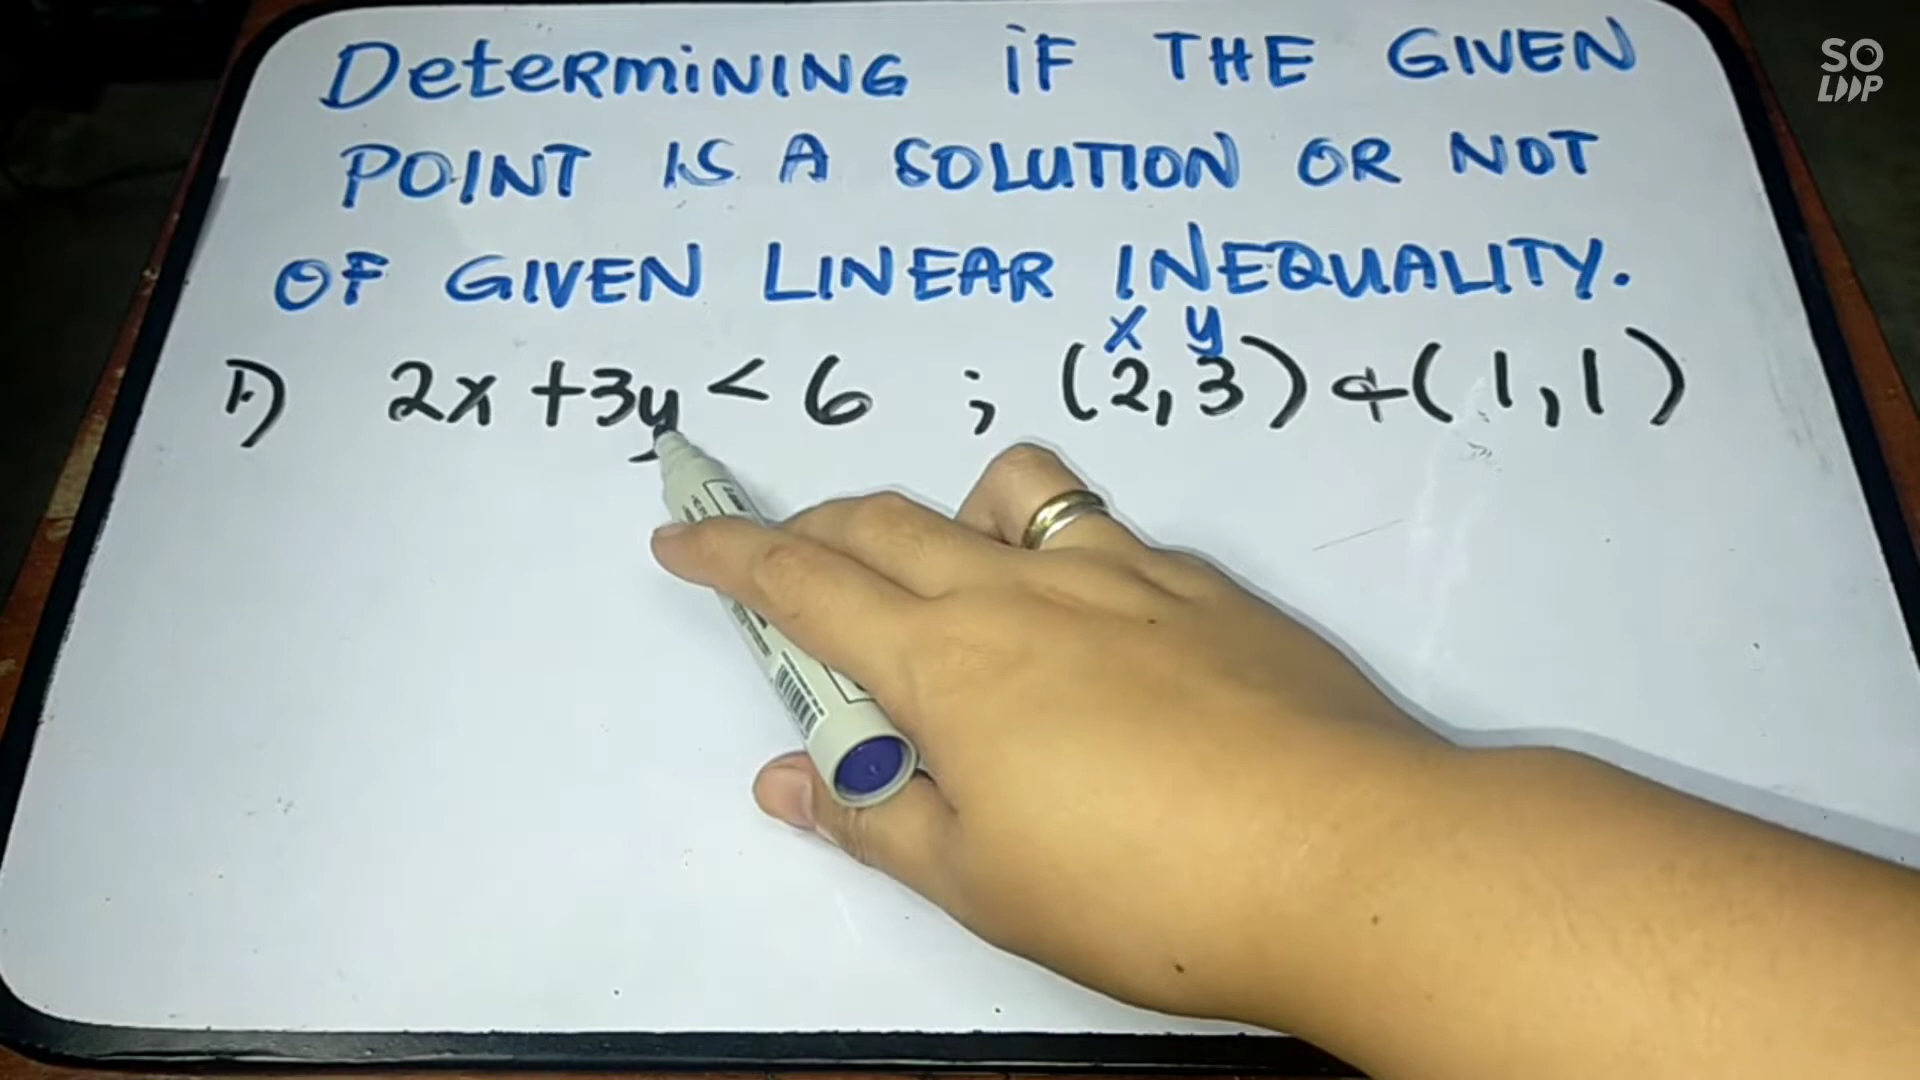 DeteRMiNING iF THE GIVEN
POINT IS A SOLUTION OR NOT
OF GIVEN LINEAR INEQUALITY.
x y
1.) 2x + 3y < 6 ; (2,3) & (1,1)
SO
LOOP